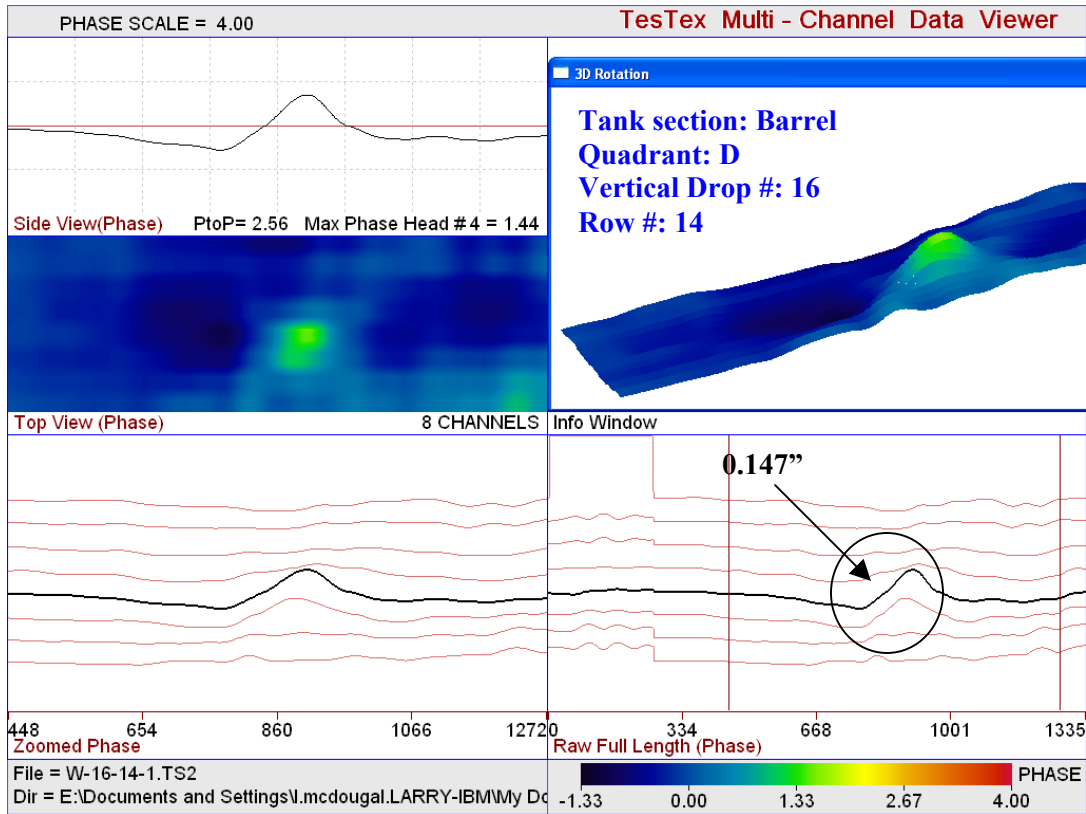 PHASE SCALE = 4.00
TesTex Multi - Channel Data Viewer
3D Rotation
Tank section: Barrel
Quadrant: D
Vertical Drop #: 16
Row #: 14
Side View(Phase) PtoP= 2.56 Max Phase Head #4 = 1.44
Top View (Phase) 8 CHANNELS
Info Window
0.147”
448 654 860 1066 1272
Zoomed Phase
0 334 668 1001 1335
Raw Full Length (Phase)
File = W-16-14-1.TS2
Dir = E:\Documents and Settings\l.mcdougal.LARRY-IBM\My Do
PHASE
-1.33 0.00 1.33 2.67 4.00